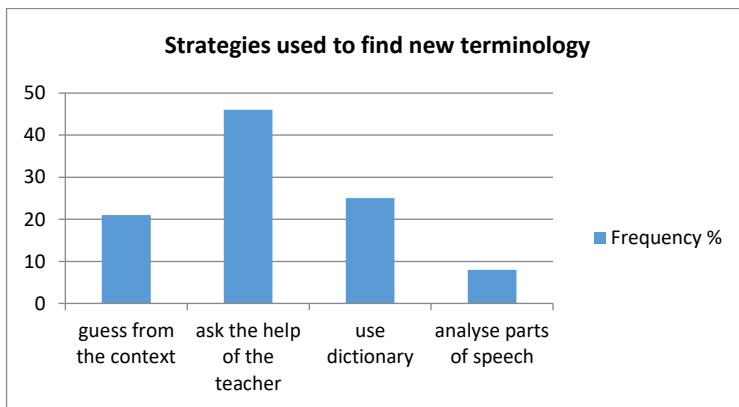 Strategies used to find new terminology
50
40
30
20
10
0
guess from
the context
ask the help
of the
teacher
use
dictionary
analyse parts
of speech
Frequency %